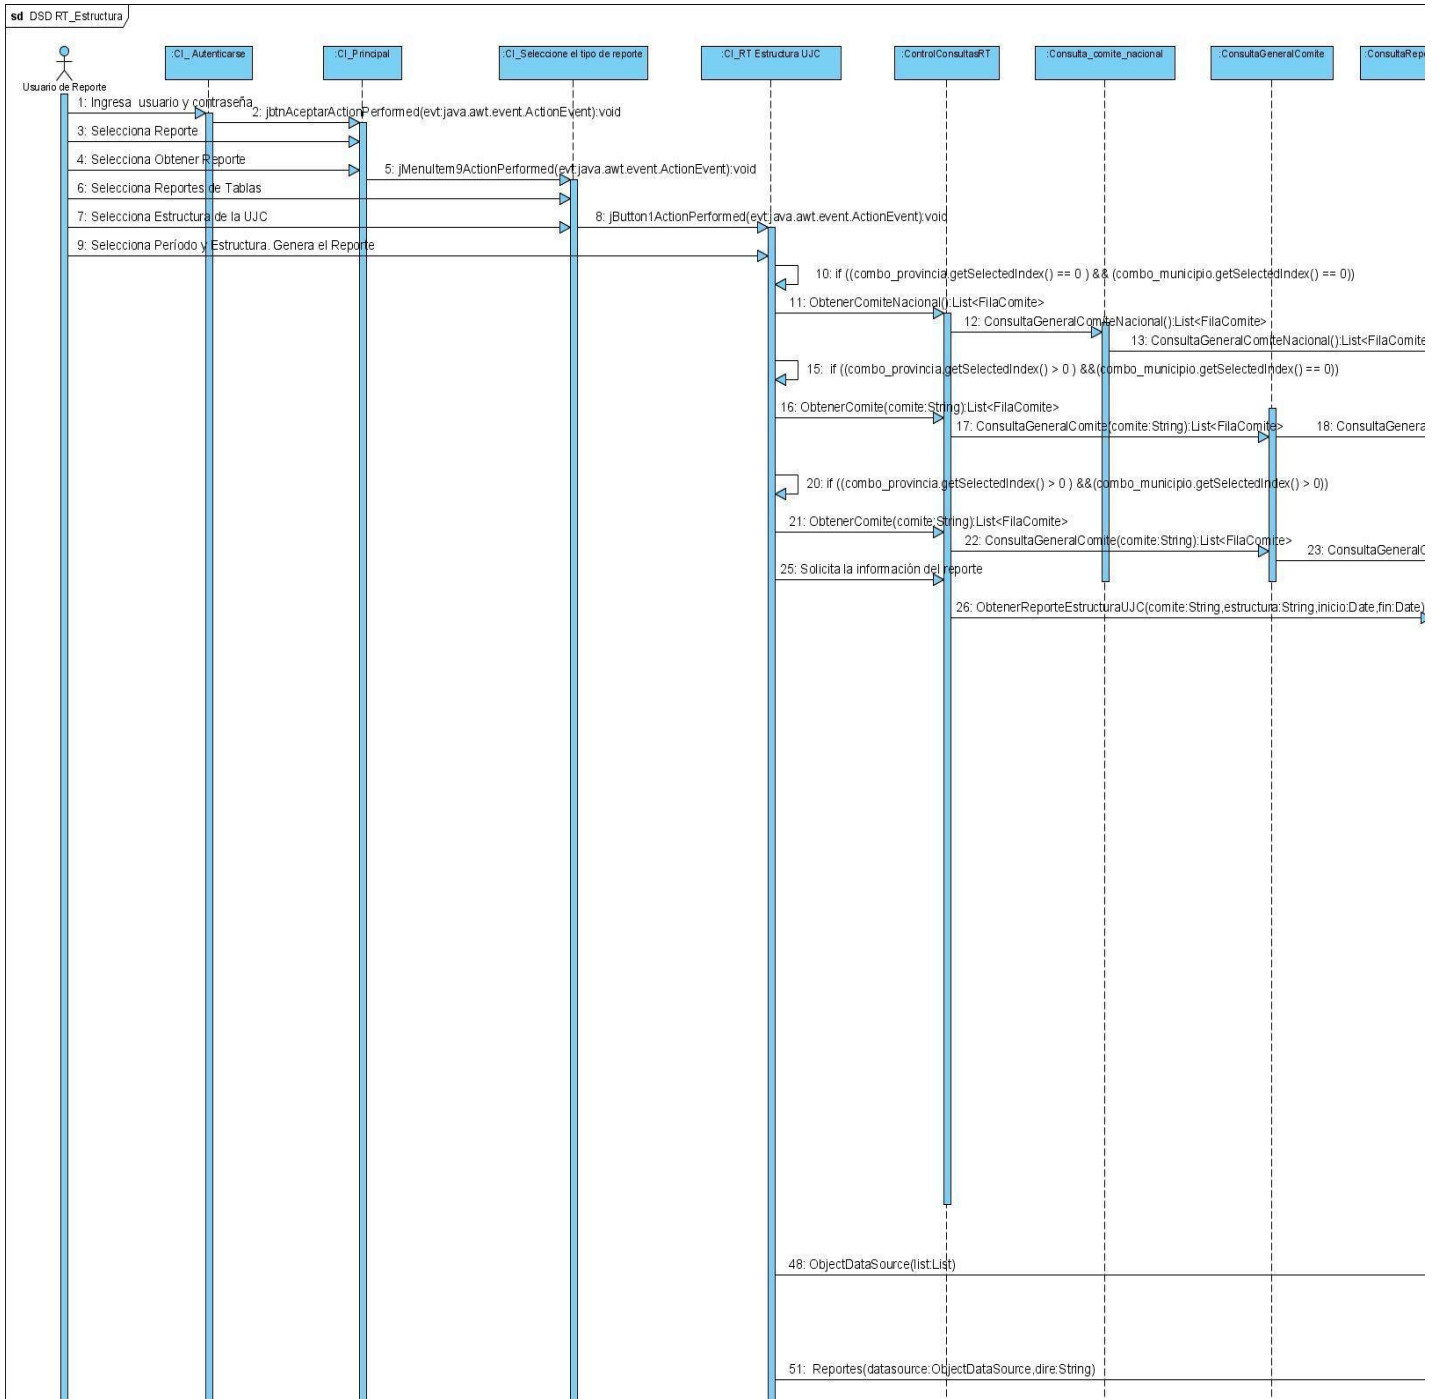 sd DSD RT_Estructura
Usuario de Reporte
:CI_ Autenticarse
:CI_Principal
:CI_Seleccione el tipo de reporte
:CI_RT Estructura UJC
:ControlConsultasRT
:Consulta_comite_nacional
:ConsultaGeneralComite
:ConsultaRepo
1: Ingresa usuario y contraseña
2: jbtnAceptarActionPerformed(evt:java.awt.event.ActionEvent):void
3: Selecciona Reporte
4: Selecciona Obtener Reporte
5: jMenuItem9ActionPerformed(evt:java.awt.event.ActionEvent):void
6: Selecciona Reportes de Tablas
7: Selecciona Estructura de la UJC
8: jButton1ActionPerformed(evt:java.awt.event.ActionEvent):void
9: Selecciona Período y Estructura. Genera el Reporte
10: if ((combo_provincia.getSelectedIndex() == 0 ) && (combo_municipio.getSelectedIndex() == 0))
11: ObtenerComiteNacional():List<FilaComite>
12: ConsultaGeneralComiteNacional():List<FilaComite>
13: ConsultaGeneralComiteNacional():List<FilaComite
15: if ((combo_provincia.getSelectedIndex() > 0 ) &&(combo_municipio.getSelectedIndex() == 0))
16: ObtenerComite(comite:String):List<FilaComite>
17: ConsultaGeneralComite(comite:String):List<FilaComite>
18: ConsultaGenera
20: if ((combo_provincia.getSelectedIndex() > 0 ) &&(combo_municipio.getSelectedIndex() > 0))
21: ObtenerComite(comite:String):List<FilaComite>
22: ConsultaGeneralComite(comite:String):List<FilaComite>
23: ConsultaGeneralC
25: Solicita la información del reporte
26: ObtenerReporteEstructuraUJC(comite:String,estructura:String,inicio:Date,fin:Date)
48: ObjectDataSource(list:List)
51: Reportes(datasource:ObjectDataSource,dire:String)